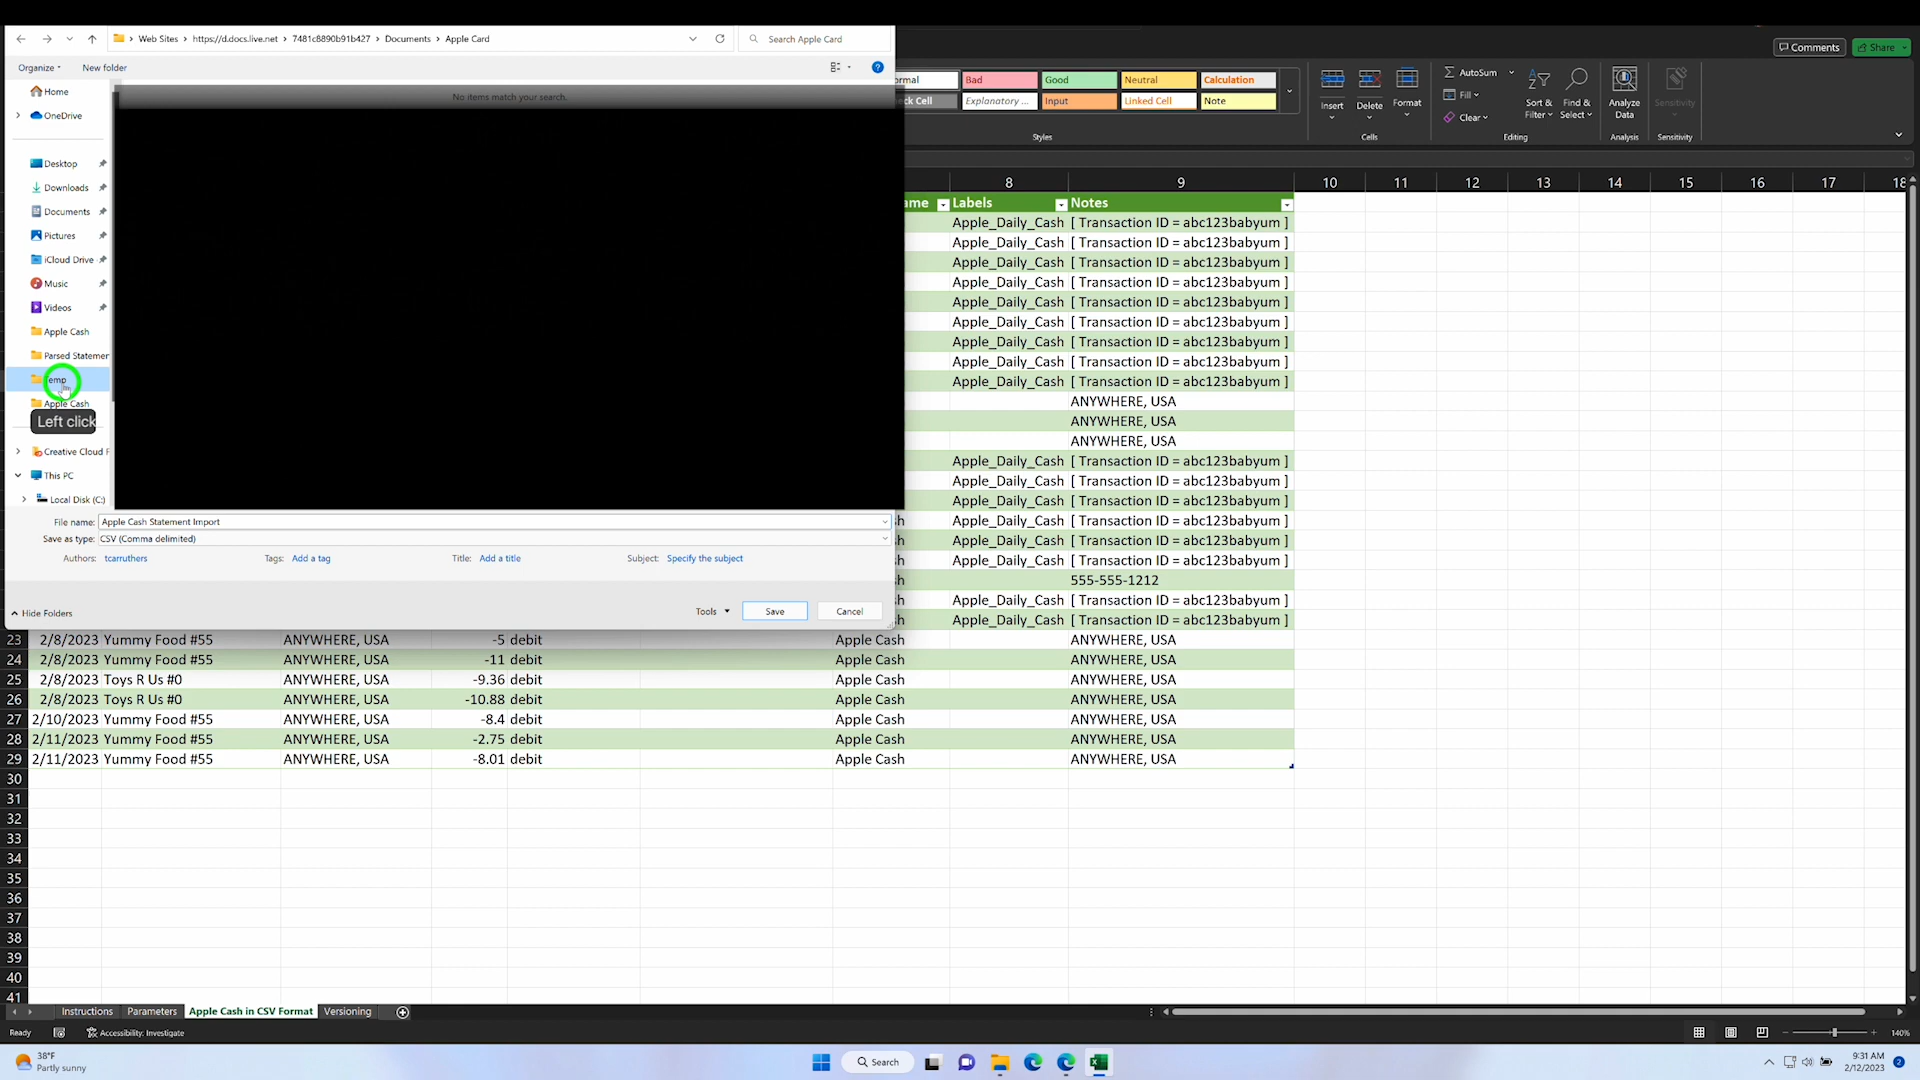 Web Sites › https://d.docs.live.net › 7481c8890b91b427 › Documents › Apple Card
Search Apple Card
Organize
New folder
Home
OneDrive
Desktop
Downloads
Documents
Pictures
iCloud Drive
Music
Videos
Apple Cash
Parsed Statemen
Temp
Apple Cash
Left click
Creative Cloud F
This PC
Local Disk (C:)
No items match your search.
File name: Apple Cash Statement Import
Save as type: CSV (Comma delimited)
Authors: tcarruthers
Tags: Add a tag
Title: Add a title
Subject: Specify the subject
Hide Folders
Tools
Save
Cancel
Comments
Share
ormal
Bad
Good
Neutral
Calculation
eck Cell
Explanatory ...
Input
Linked Cell
Note
Styles
Insert
Delete
Format
Cells
AutoSum
Fill
Clear
Sort & Filter
Find & Select
Editing
Analyze Data
Analysis
Sensitivity
Sensitivity
8 9 10 11 12 13 14 15 16 17 18
ame Labels Notes
Apple_Daily_Cash [ Transaction ID = abc123babyum ]
Apple_Daily_Cash [ Transaction ID = abc123babyum ]
Apple_Daily_Cash [ Transaction ID = abc123babyum ]
Apple_Daily_Cash [ Transaction ID = abc123babyum ]
Apple_Daily_Cash [ Transaction ID = abc123babyum ]
Apple_Daily_Cash [ Transaction ID = abc123babyum ]
Apple_Daily_Cash [ Transaction ID = abc123babyum ]
Apple_Daily_Cash [ Transaction ID = abc123babyum ]
Apple_Daily_Cash [ Transaction ID = abc123babyum ]
ANYWHERE, USA
ANYWHERE, USA
ANYWHERE, USA
Apple_Daily_Cash [ Transaction ID = abc123babyum ]
Apple_Daily_Cash [ Transaction ID = abc123babyum ]
Apple_Daily_Cash [ Transaction ID = abc123babyum ]
h Apple_Daily_Cash [ Transaction ID = abc123babyum ]
h Apple_Daily_Cash [ Transaction ID = abc123babyum ]
h Apple_Daily_Cash [ Transaction ID = abc123babyum ]
h 555-555-1212
h Apple_Daily_Cash [ Transaction ID = abc123babyum ]
h Apple_Daily_Cash [ Transaction ID = abc123babyum ]
23 2/8/2023 Yummy Food #55 ANYWHERE, USA -5 debit Apple Cash ANYWHERE, USA
24 2/8/2023 Yummy Food #55 ANYWHERE, USA -11 debit Apple Cash ANYWHERE, USA
25 2/8/2023 Toys R Us #0 ANYWHERE, USA -9.36 debit Apple Cash ANYWHERE, USA
26 2/8/2023 Toys R Us #0 ANYWHERE, USA -10.88 debit Apple Cash ANYWHERE, USA
27 2/10/2023 Yummy Food #55 ANYWHERE, USA -8.4 debit Apple Cash ANYWHERE, USA
28 2/11/2023 Yummy Food #55 ANYWHERE, USA -2.75 debit Apple Cash ANYWHERE, USA
29 2/11/2023 Yummy Food #55 ANYWHERE, USA -8.01 debit Apple Cash ANYWHERE, USA
30
31
32
33
34
35
36
37
38
39
40
41
Instructions Parameters Apple Cash in CSV Format Versioning
Ready
Accessibility: Investigate
140%
38°F
Partly sunny
Search
9:31 AM
2/12/2023
2